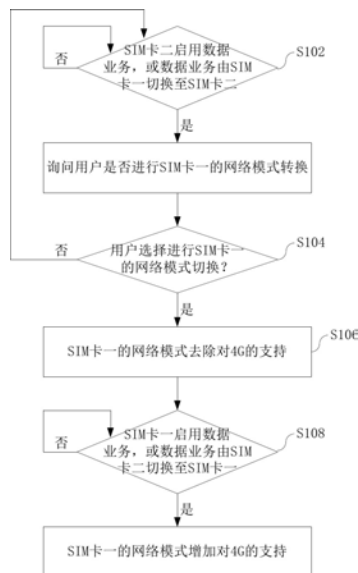 SIM卡二启用数据
业务，或数据业务由SIM
卡一切换至SIM卡二
S102
否
是
询问用户是否进行SIM卡一的网络模式转换
否
用户选择进行SIM卡一
的网络模式切换？
S104
是
SIM卡一的网络模式去除对4G的支持
S106
SIM卡一启用数据
业务，或数据业务由SIM
卡二切换至SIM卡一
S108
否
是
SIM卡一的网络模式增加对4G的支持